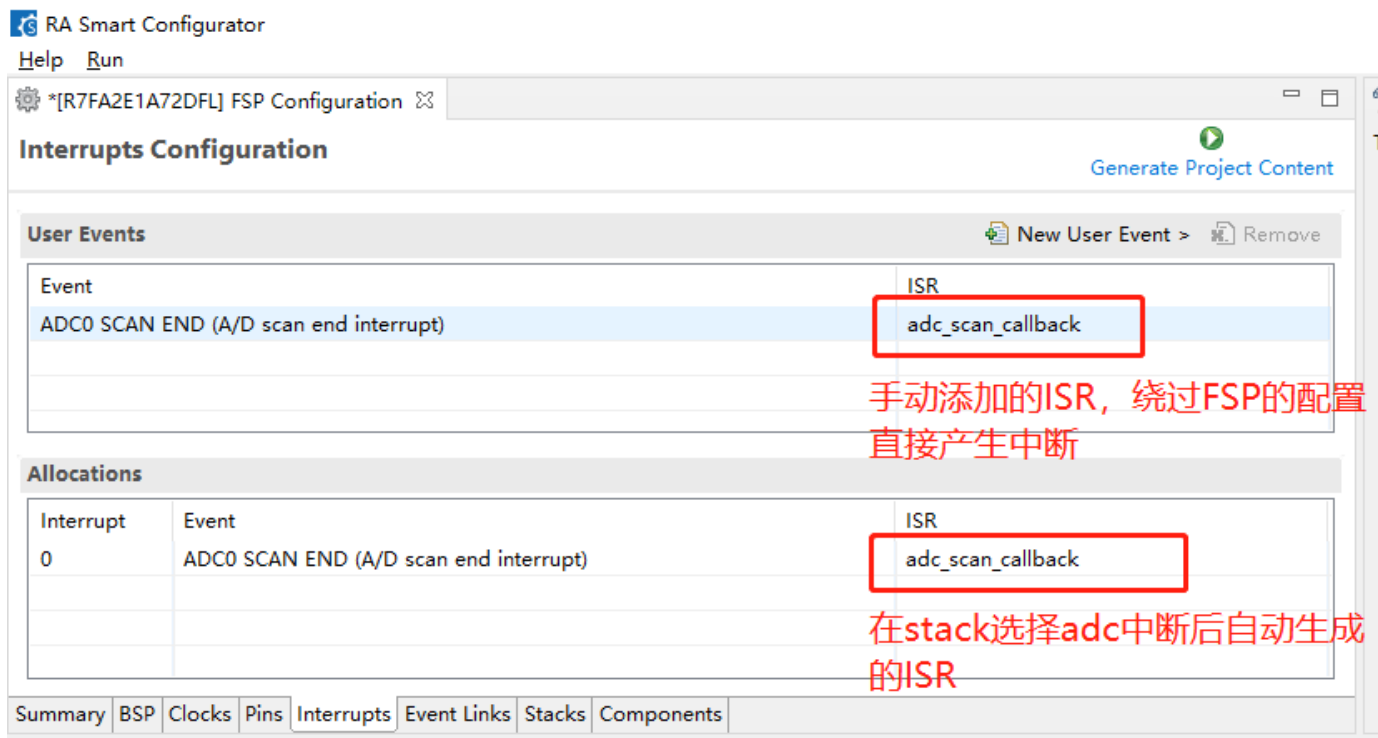 RA Smart Configurator
Help Run
*[R7FA2E1A72DFL] FSP Configuration
Interrupts Configuration
Generate Project Content
User Events
New User Event > Remove
Event ISR
ADC0 SCAN END (A/D scan end interrupt) adc_scan_callback
手动添加的ISR，绕过FSP的配置
直接产生中断
Allocations
Interrupt Event ISR
0 ADC0 SCAN END (A/D scan end interrupt) adc_scan_callback
在stack选择adc中断后自动生成
的ISR
Summary BSP Clocks Pins Interrupts Event Links Stacks Components